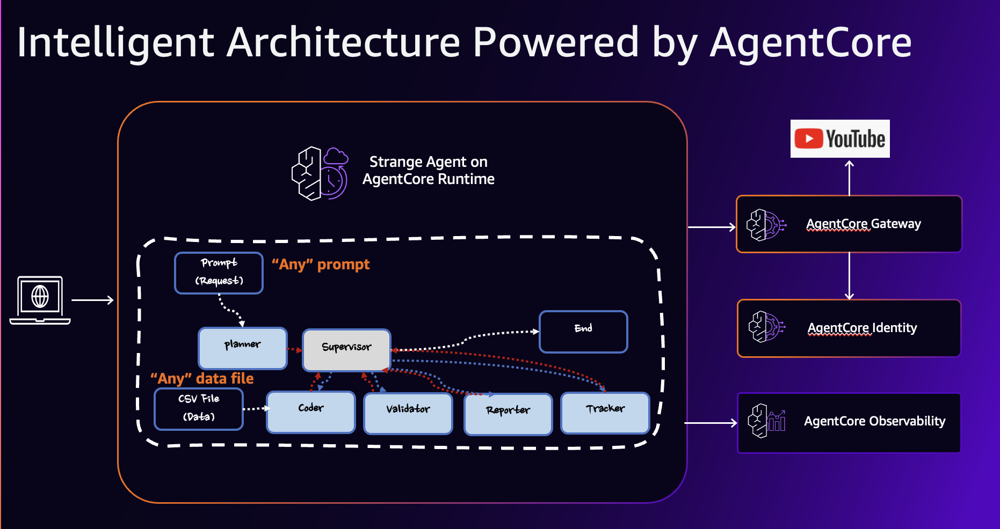 Intelligent Architecture Powered by AgentCore
YouTube
Strange Agent on
AgentCore Runtime
AgentCore Gateway
Prompt
(Request)
“Any” prompt
End
AgentCore Identity
planner
Supervisor
“Any” data file
CSV File
(Data)
Coder
Validator
Reporter
Tracker
AgentCore Observability